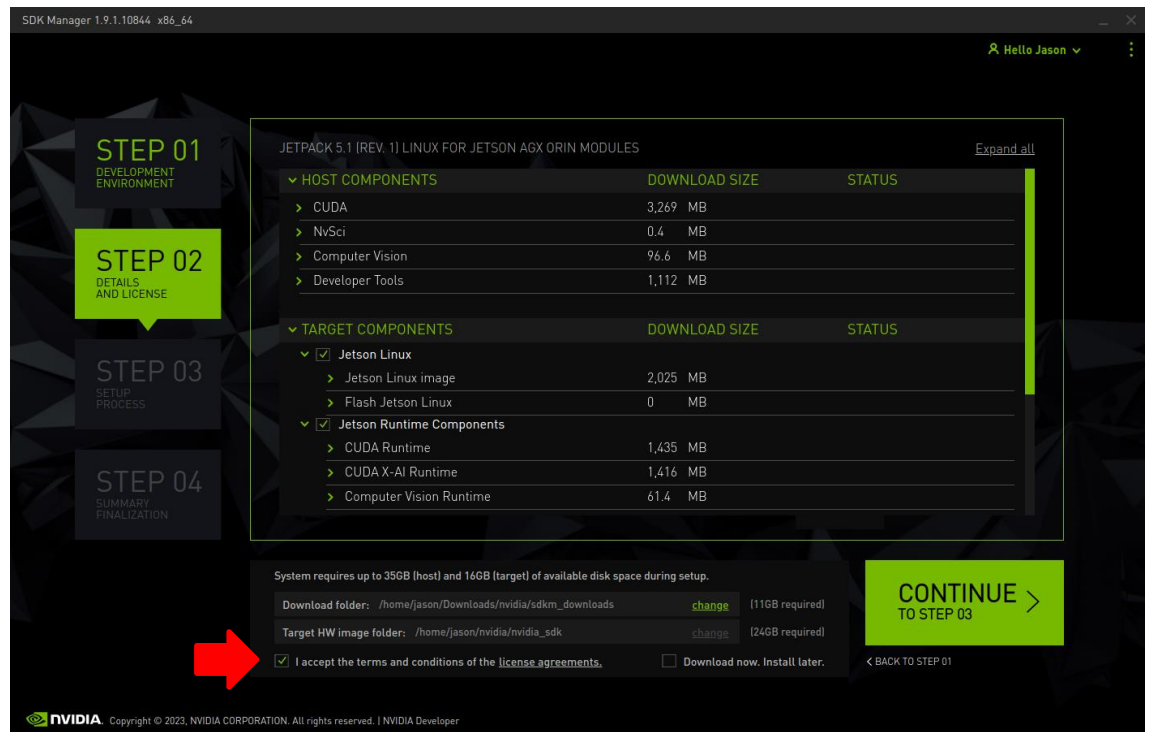 SDK Manager 1.9.1.10844 x86_64
Hello Jason
STEP 01
DEVELOPMENT
ENVIRONMENT
STEP 02
DETAILS
AND LICENSE
STEP 03
SETUP
PROCESS
STEP 04
SUMMARY
FINALIZATION
JETPACK 5.1 (REV. 1) LINUX FOR JETSON AGX ORIN MODULES Expand all
HOST COMPONENTS DOWNLOAD SIZE STATUS
CUDA 3,269 MB
NvSci 0.4 MB
Computer Vision 96.6 MB
Developer Tools 1,112 MB
TARGET COMPONENTS DOWNLOAD SIZE STATUS
Jetson Linux
Jetson Linux image 2,025 MB
Flash Jetson Linux 0 MB
Jetson Runtime Components
CUDA Runtime 1,435 MB
CUDA X-AI Runtime 1,416 MB
Computer Vision Runtime 61.4 MB
System requires up to 35GB (host) and 16GB (target) of available disk space during setup.
Download folder: /home/jason/Downloads/nvidia/sdkm_downloads change (11GB required)
Target HW image folder: /home/jason/nvidia/nvidia_sdk change (24GB required)
I accept the terms and conditions of the license agreements. Download now. Install later.
CONTINUE
TO STEP 03
BACK TO STEP 01
NVIDIA. Copyright © 2023, NVIDIA CORPORATION. All rights reserved. | NVIDIA Developer